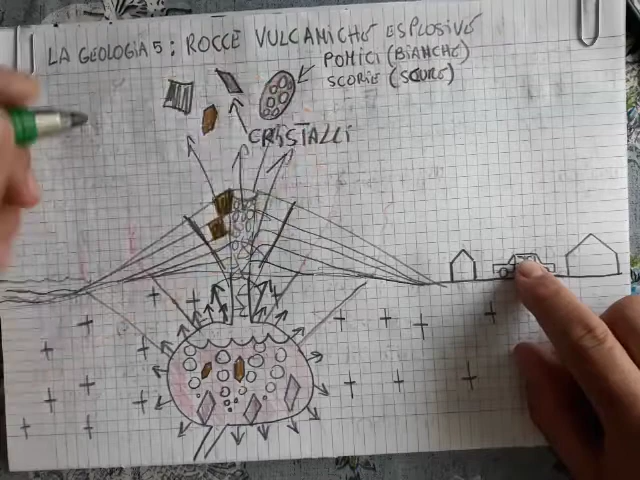 LA GEOLOGIA 5: ROCCE VULCANICHE ESPLOSIVE
POMICI (BIANCHE)
SCORIE (SCURE)
CRISTALLI